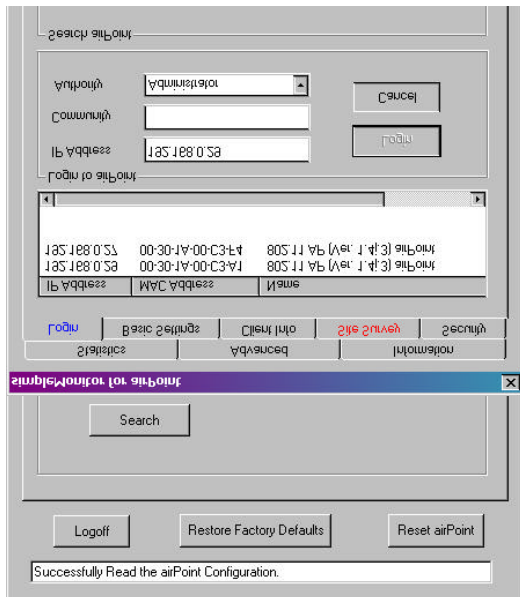 simpleMonitor for airPoint
Statistics Advanced Information
Login Basic Settings Client Info Site Survey Security
IP Address MAC Address Name
192.168.0.29 00-30-1A-00-C3-A1 802.11 AP (Ver. 1.4j,3) airPoint
192.168.0.27 00-30-1A-00-C3-F4 802.11 AP (Ver. 1.4j,3) airPoint
Login to airPoint
IP Address 192.168.0.29 Login
Community
Authority Administrator Cancel
Search airPoint
Search
Logoff Restore Factory Defaults Reset airPoint
Successfully Read the airPoint Configuration.